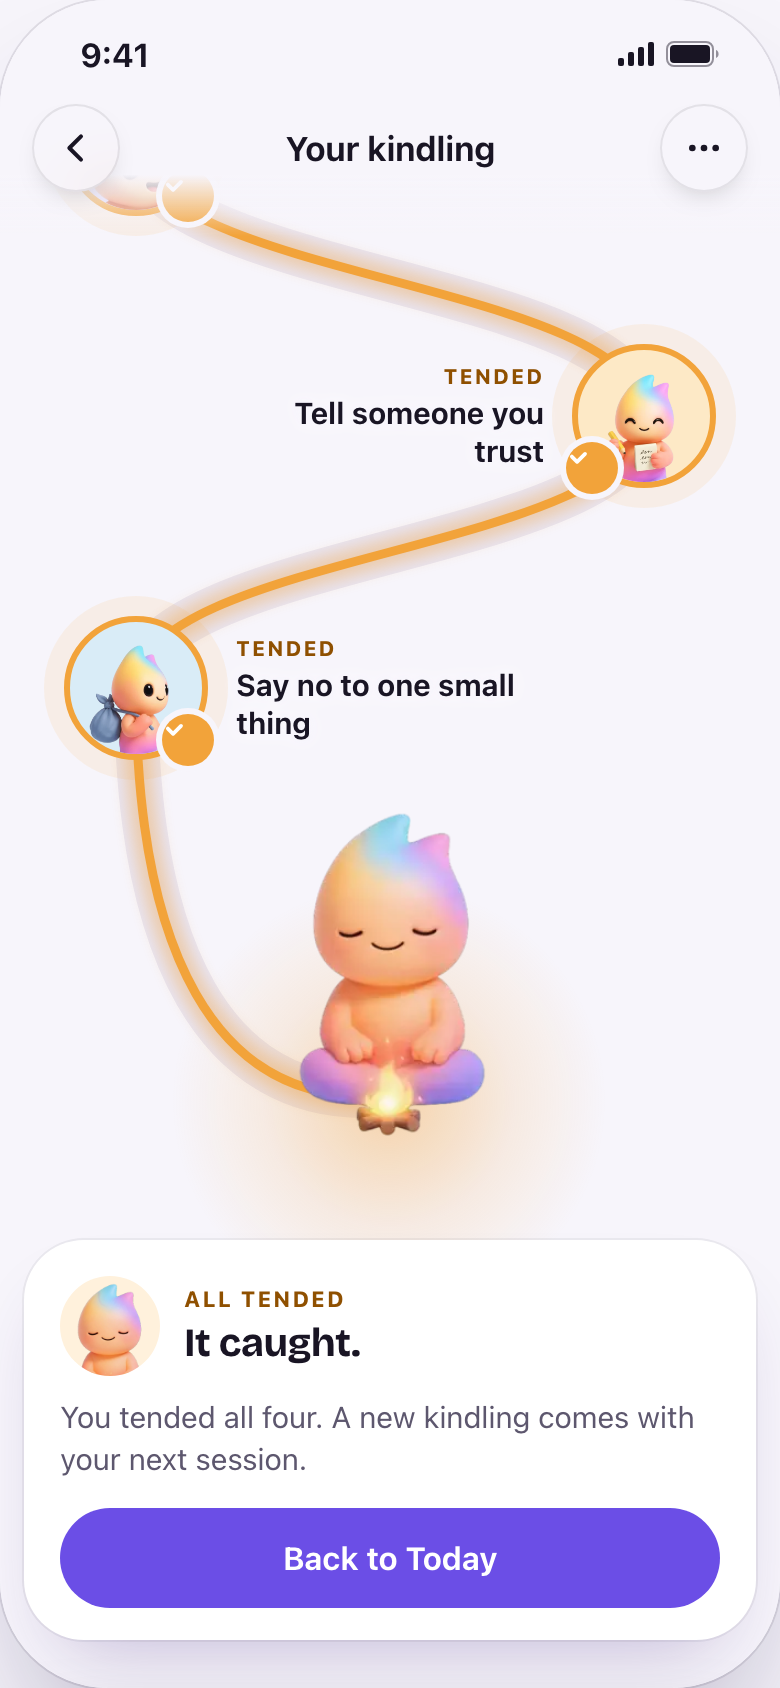 9:41
Your kindling
TENDED
Tell someone you
trust
TENDED
Say no to one small
thing
ALL TENDED
It caught.
You tended all four. A new kindling comes with
your next session.
Back to Today